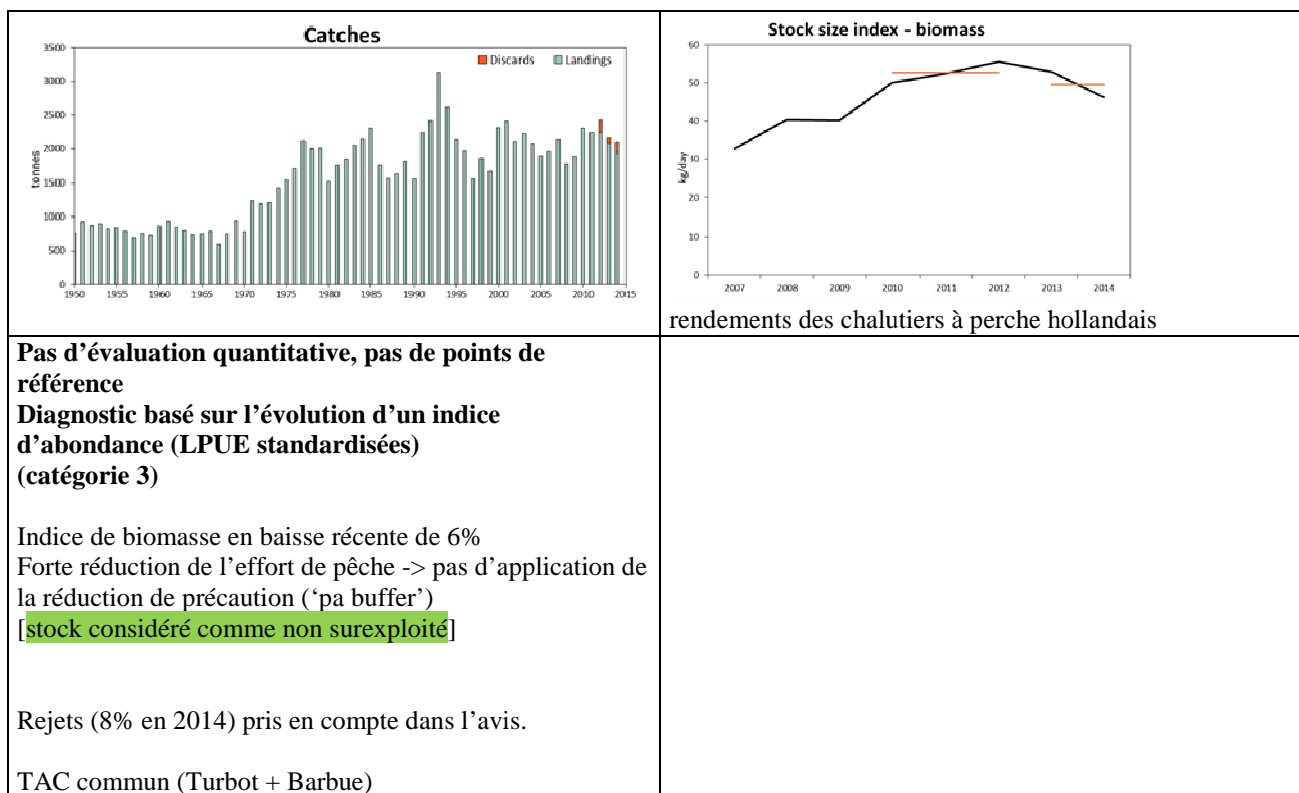 Catches
Discards Landings
3500
3000
2500
2000
1500
1000
500
0
tonnes
1950 1955 1960 1965 1970 1975 1980 1985 1990 1995 2000 2005 2010 2015
Stock size index - biomass
60
50
40
30
20
10
0
kg/day
2007 2008 2009 2010 2011 2012 2013 2014
rendements des chalutiers à perche hollandais
Pas d’évaluation quantitative, pas de points de
référence
Diagnostic basé sur l’évolution d’un indice
d’abondance (LPUE standardisées)
(catégorie 3)
Indice de biomasse en baisse récente de 6%
Forte réduction de l’effort de pêche -> pas d’application de
la réduction de précaution (‘pa buffer’)
[stock considéré comme non surexploité]
Rejets (8% en 2014) pris en compte dans l’avis.
TAC commun (Turbot + Barbue)